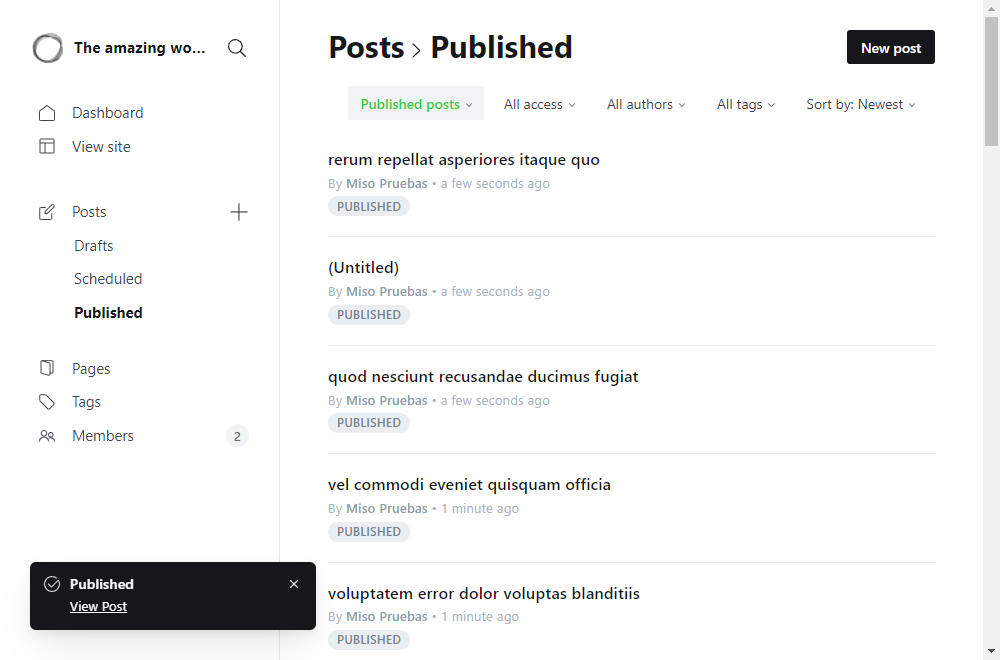 The amazing wo...
Dashboard
View site
Posts
Drafts
Scheduled
Published
Pages
Tags
Members 2
Published
View Post
Posts > Published
New post
Published posts All access All authors All tags Sort by: Newest
rerum repellat asperiores itaque quo
By Miso Pruebas • a few seconds ago
PUBLISHED
(Untitled)
By Miso Pruebas • a few seconds ago
PUBLISHED
quod nesciunt recusandae ducimus fugiat
By Miso Pruebas • a few seconds ago
PUBLISHED
vel commodi eveniet quisquam officia
By Miso Pruebas • 1 minute ago
PUBLISHED
voluptatem error dolor voluptas blanditiis
By Miso Pruebas • 1 minute ago
PUBLISHED